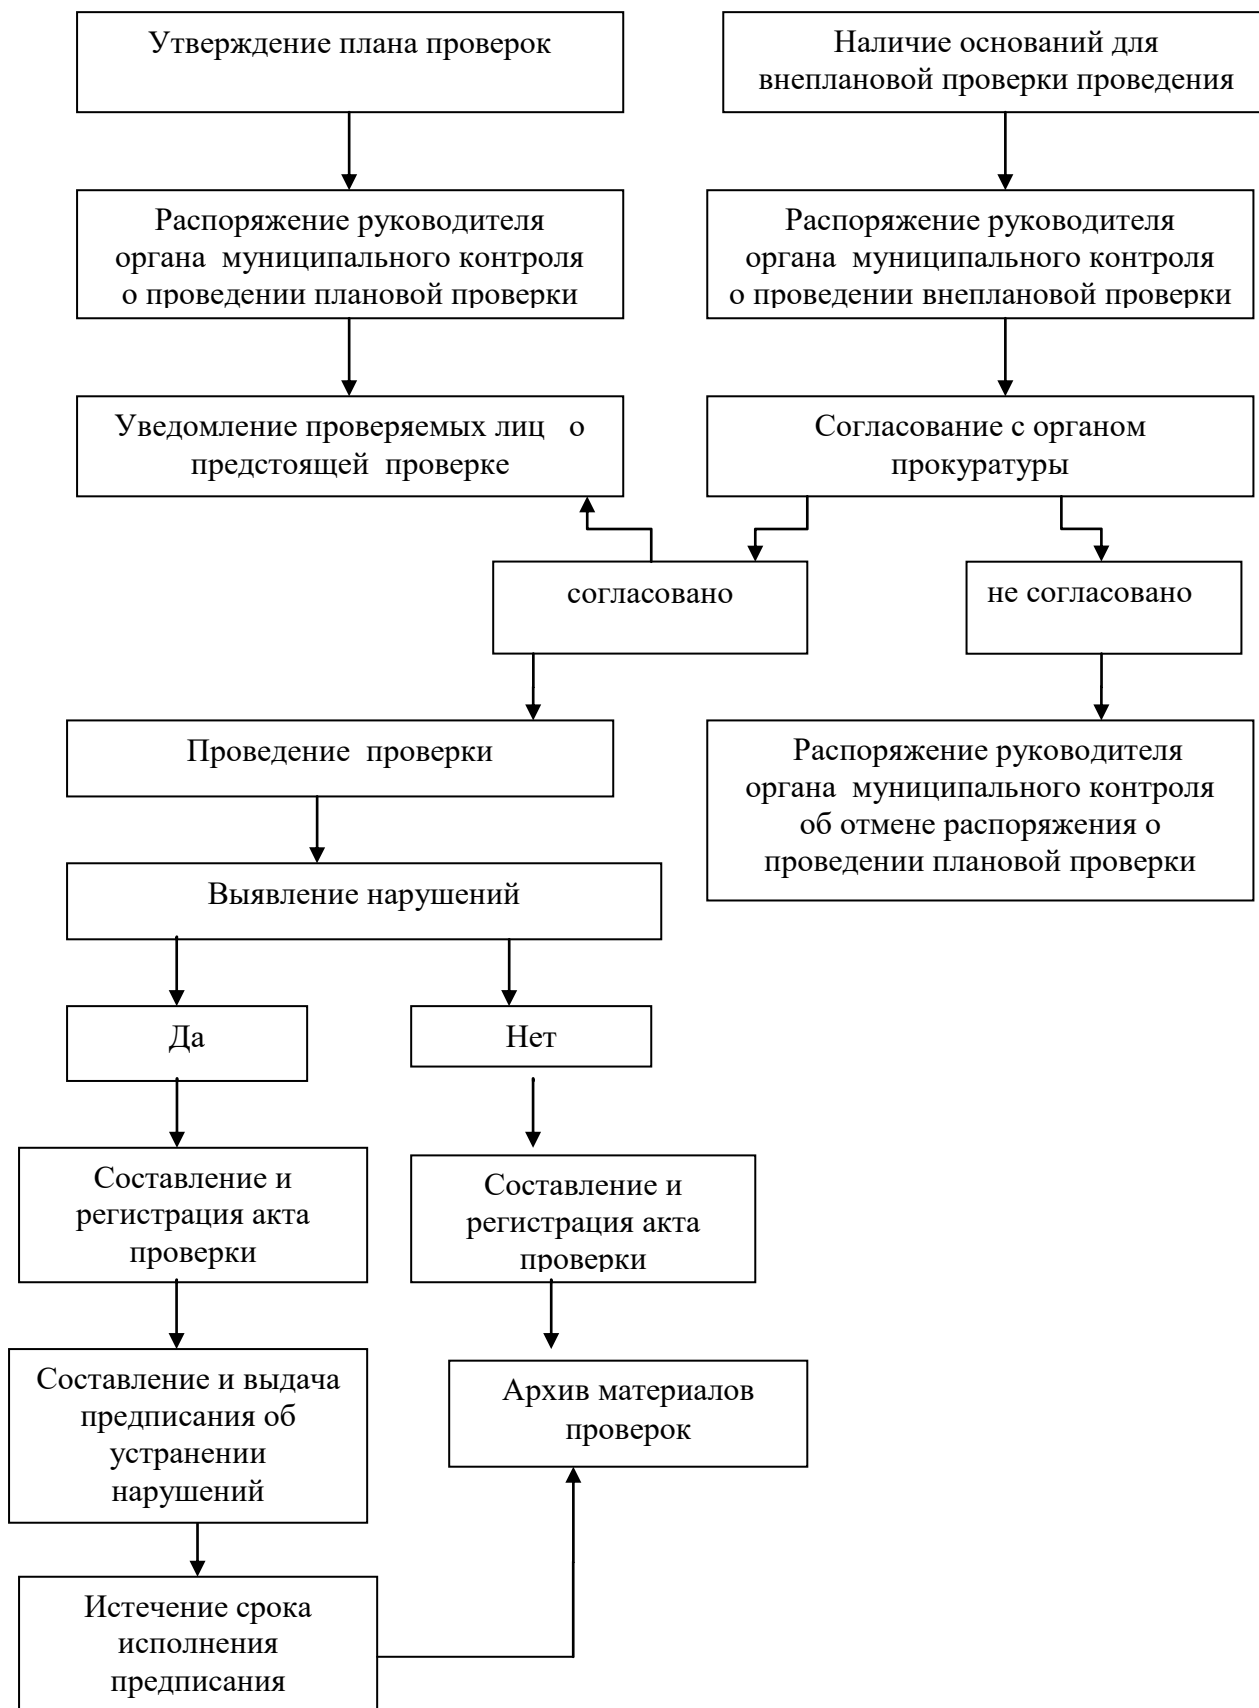 Утверждение плана проверок
Наличие оснований для
внеплановой проверки проведения
Распоряжение руководителя
органа муниципального контроля
о проведении плановой проверки
Распоряжение руководителя
органа муниципального контроля
о проведении внеплановой проверки
Уведомление проверяемых лиц о
предстоящей проверке
Согласование с органом
прокуратуры
согласовано
не согласовано
Проведение проверки
Распоряжение руководителя
органа муниципального контроля
об отмене распоряжения о
проведении плановой проверки
Выявление нарушений
Да
Нет
Составление и
регистрация акта
проверки
Составление и
регистрация акта
проверки
Составление и выдача
предписания об
устранении
нарушений
Архив материалов
проверок
Истечение срока
исполнения
предписания